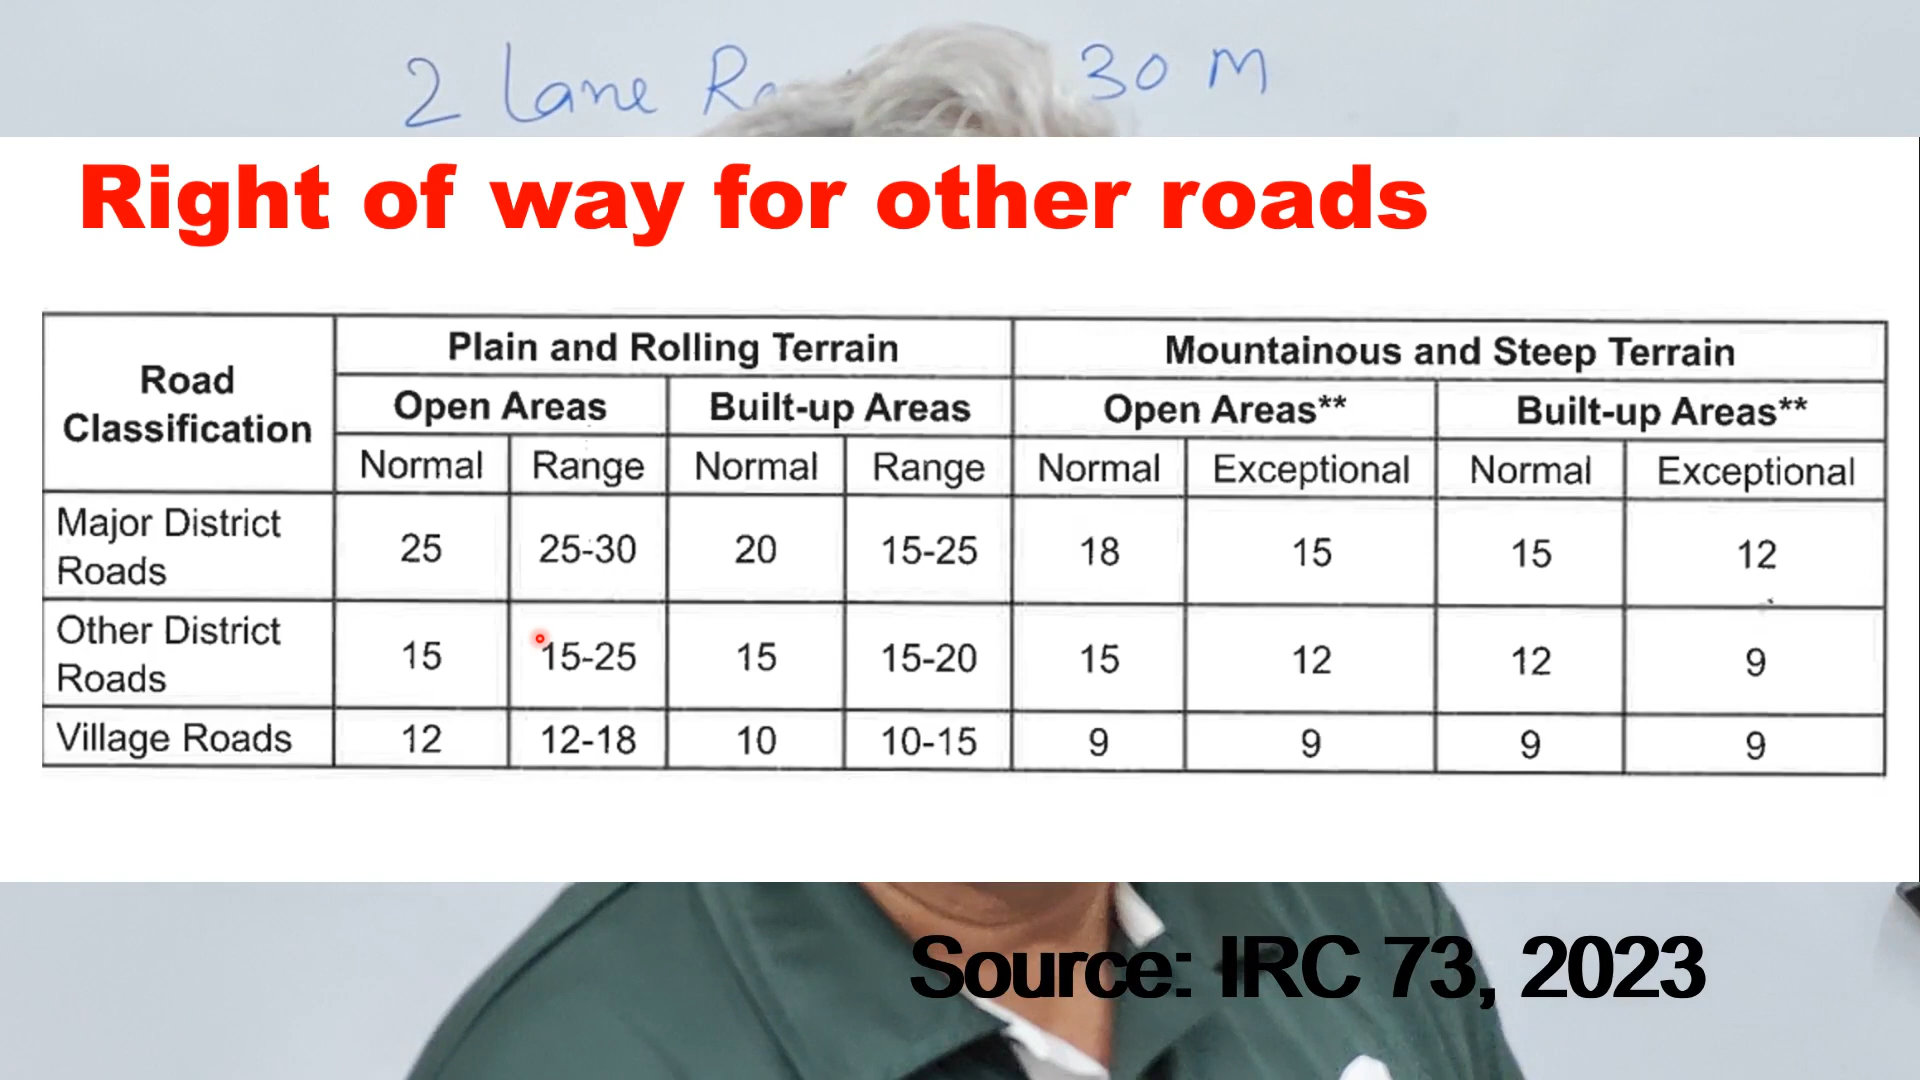 2 Lane 30 M
Right of way for other roads
Road Classification Plain and Rolling Terrain Mountainous and Steep Terrain
Open Areas Built-up Areas Open Areas** Built-up Areas**
Normal Range Normal Range Normal Exceptional Normal Exceptional
Major District Roads 25 25-30 20 15-25 18 15 15 12
Other District Roads 15 15-25 15 15-20 15 12 12 9
Village Roads 12 12-18 10 10-15 9 9 9 9
Source: IRC 73, 2023